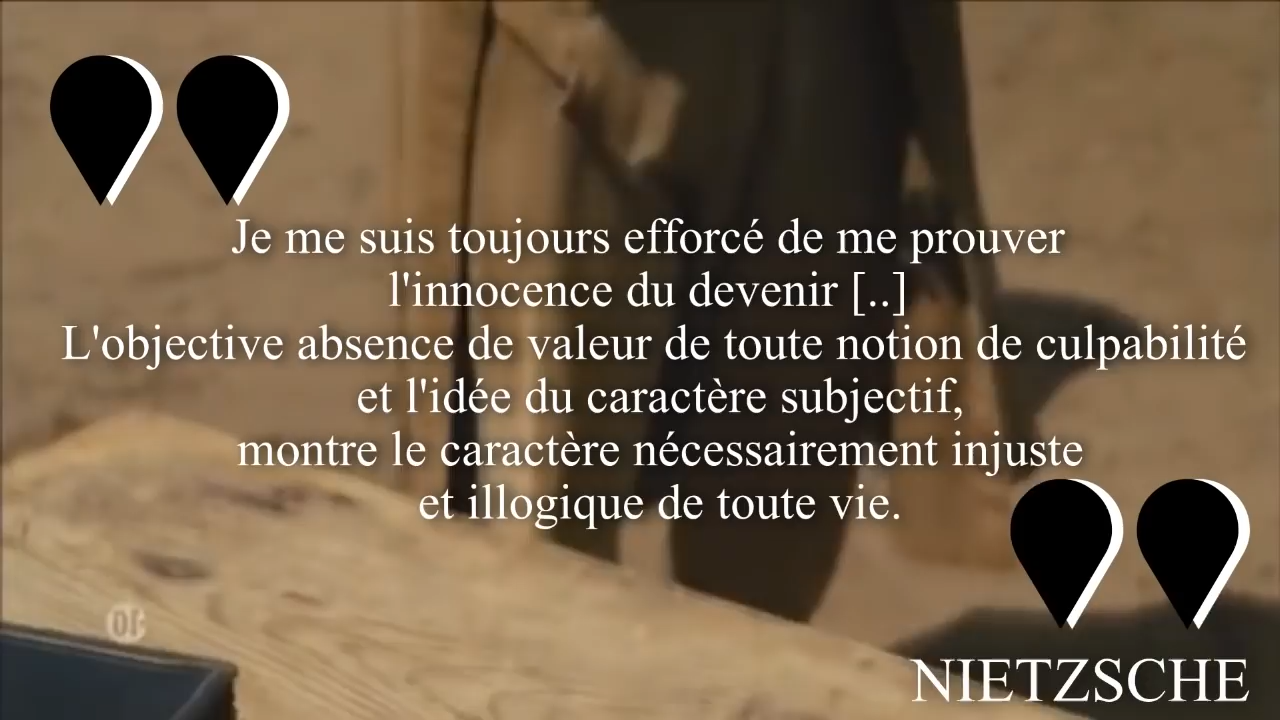 Je me suis toujours efforcé de me prouver
l'innocence du devenir [..]
L'objective absence de valeur de toute notion de culpabilité
et l'idée du caractère subjectif,
montre le caractère nécessairement injuste
et illogique de toute vie.
NIETZSCHE